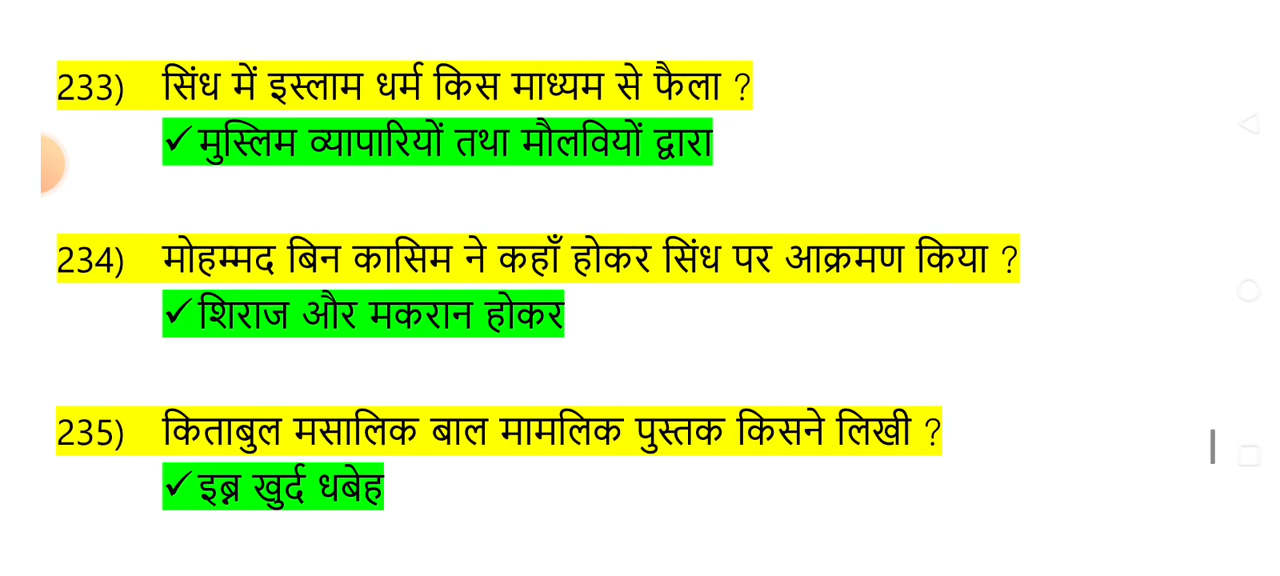 233) सिंध में इस्लाम धर्म किस माध्यम से फैला ?
✓मुस्लिम व्यापारियों तथा मौलवियों द्वारा
234) मोहम्मद बिन कासिम ने कहाँ होकर सिंध पर आक्रमण किया ?
✓शिराज और मकरान होकर
235) किताबुल मसालिक बाल मामलिक पुस्तक किसने लिखी ?
✓इब्न खुर्द धबेह